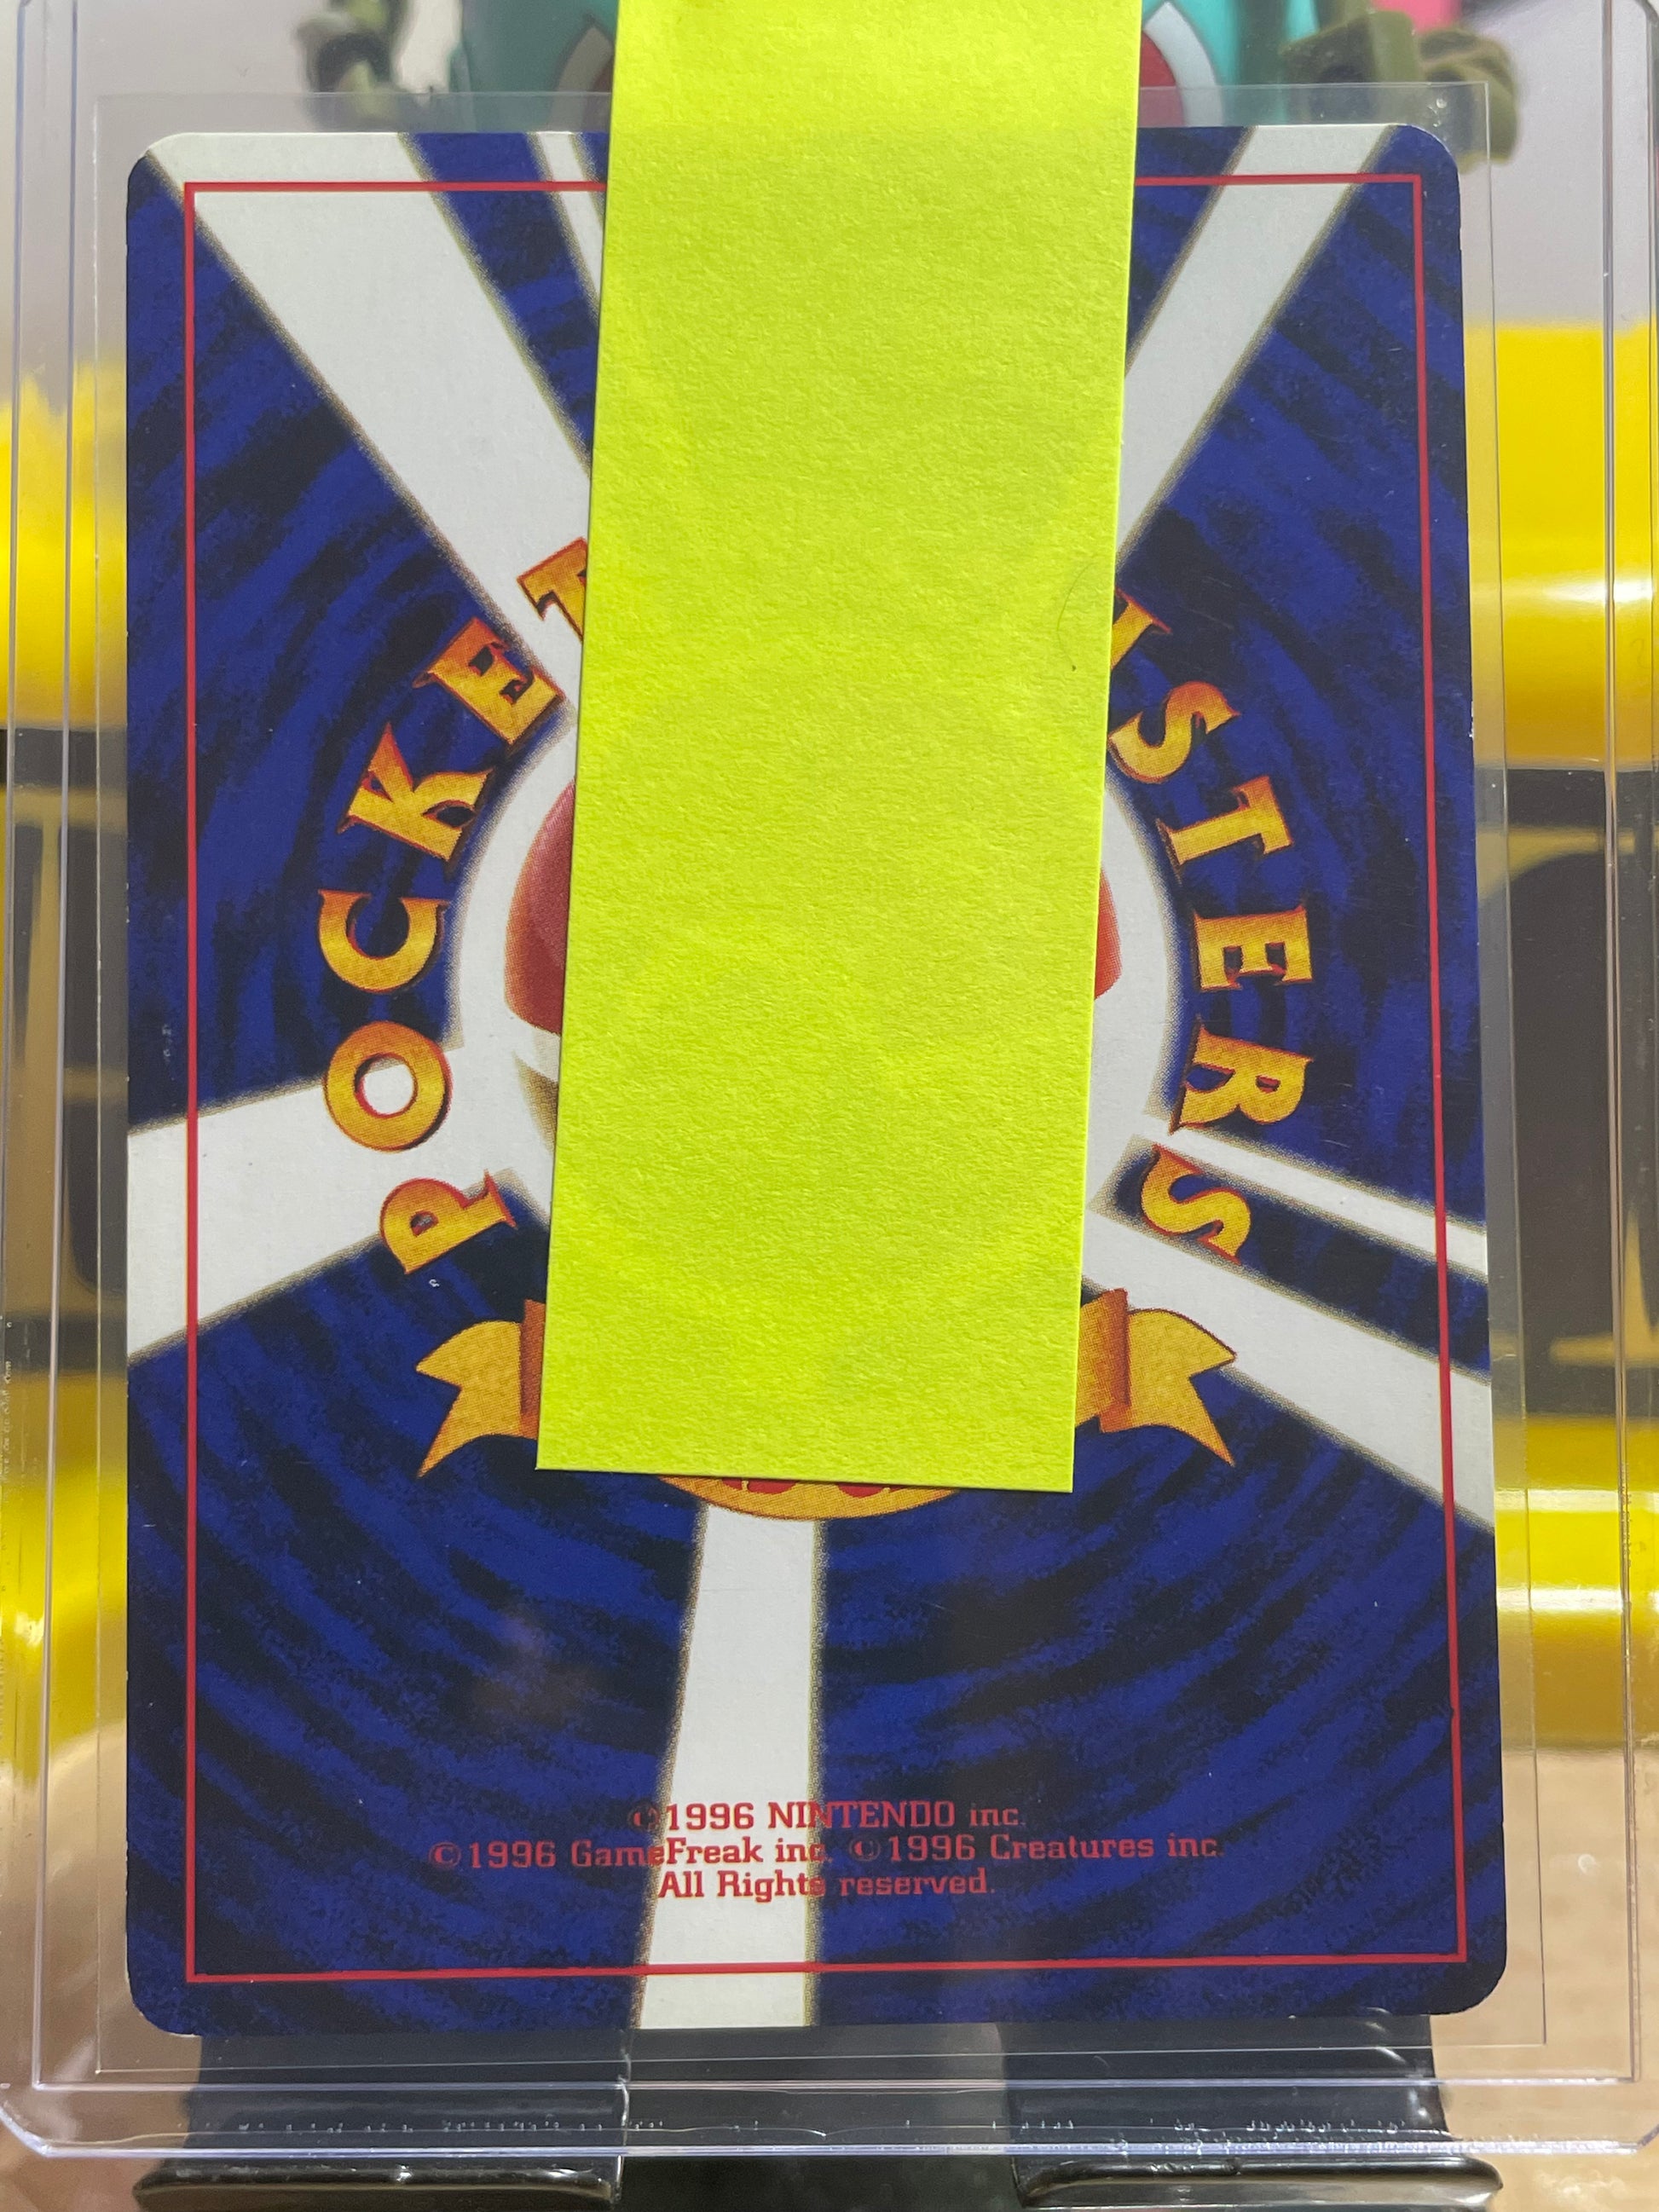 POCKE
STERS
©1996 NINTENDO inc.
©1996 GameFreak inc. ©1996 Creatures inc.
All Rights reserved.